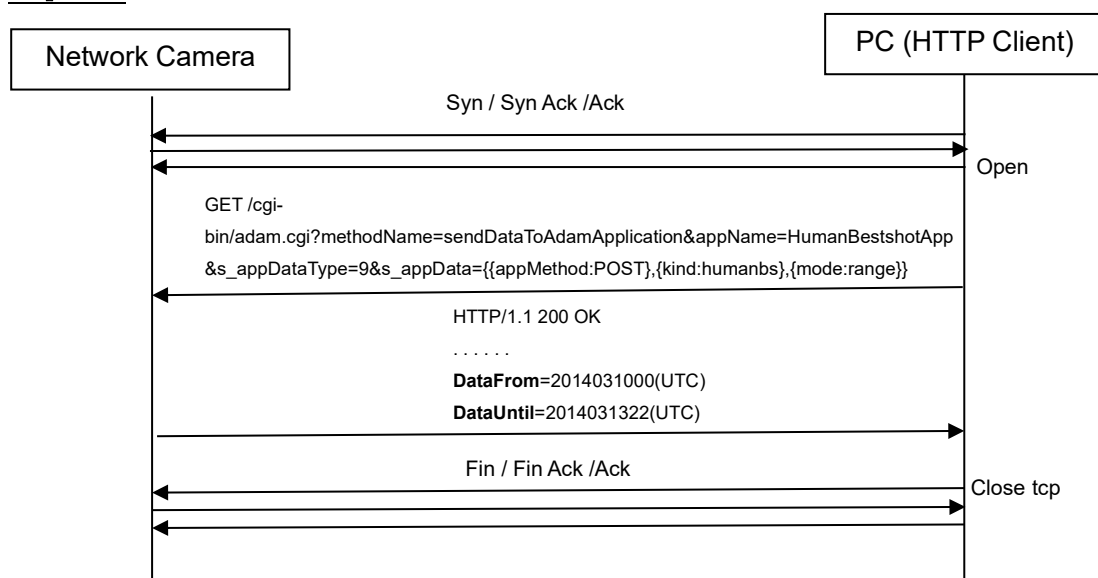 Network Camera
PC (HTTP Client)
Syn / Syn Ack /Ack
Open
GET /cgi-
bin/adam.cgi?methodName=sendDataToAdamApplication&appName=HumanBestshotApp
&s_appDataType=9&s_appData={{appMethod:POST},{kind:humanbs},{mode:range}}
HTTP/1.1 200 OK
. . . . . .
DataFrom=2014031000(UTC)
DataUntil=2014031322(UTC)
Fin / Fin Ack /Ack
Close tcp